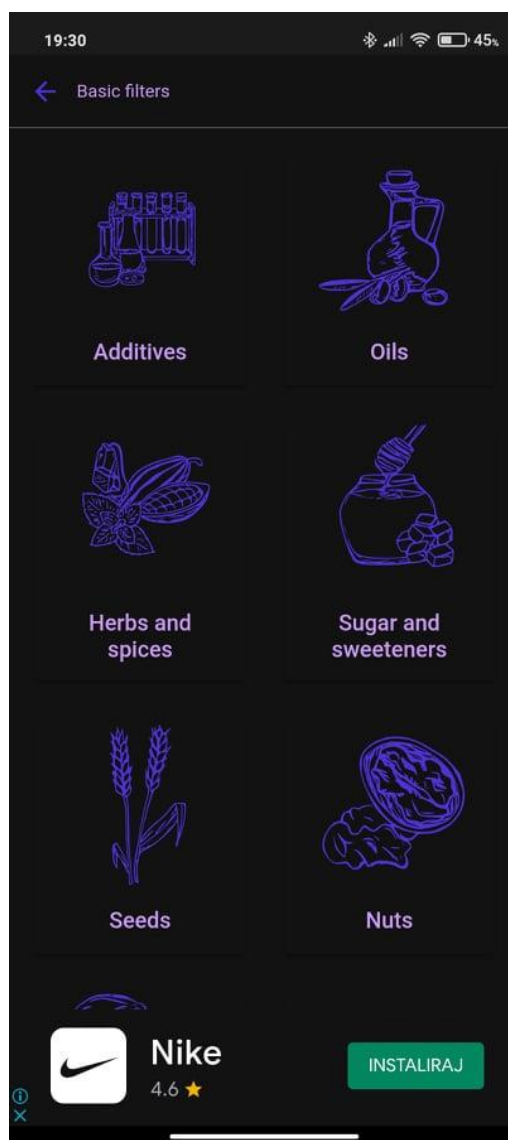 19:30
45%
Basic filters
Additives
Oils
Herbs and
spices
Sugar and
sweeteners
Seeds
Nuts
Nike
4.6
INSTALIRAJ